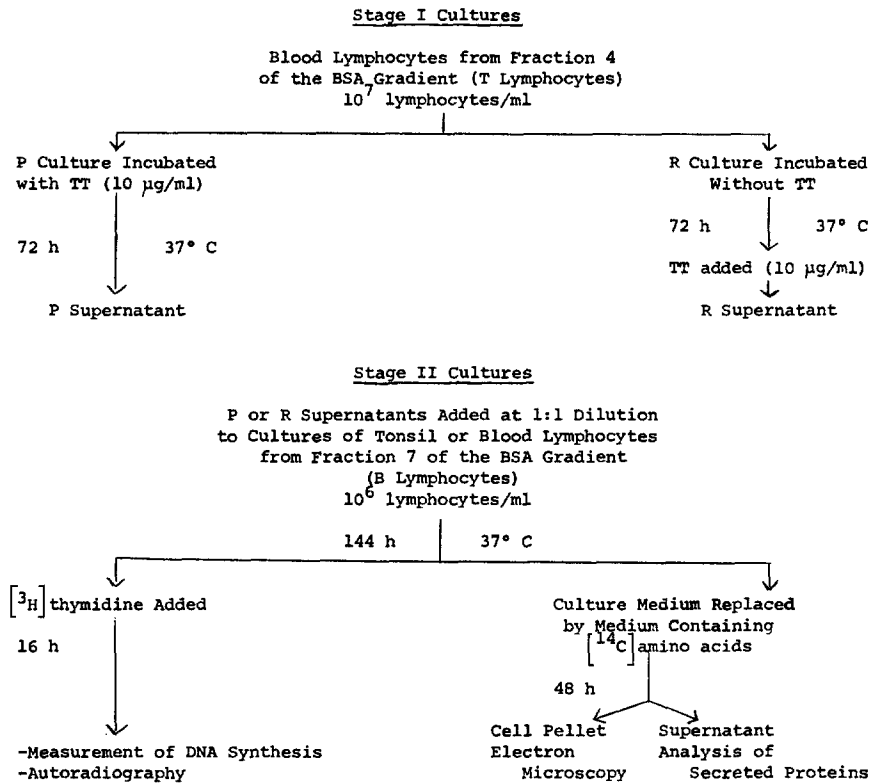 Stage I Cultures
Blood Lymphocytes from Fraction 4
of the BSA Gradient (T Lymphocytes)
10^7 lymphocytes/ml
P Culture Incubated
with TT (10 μg/ml)
72 h 37° C
P Supernatant
R Culture Incubated
Without TT
72 h 37° C
TT added (10 μg/ml)
R Supernatant
Stage II Cultures
P or R Supernatants Added at 1:1 Dilution
to Cultures of Tonsil or Blood Lymphocytes
from Fraction 7 of the BSA Gradient
(B Lymphocytes)
10^6 lymphocytes/ml
144 h 37° C
[3H] thymidine Added
16 h
-Measurement of DNA Synthesis
-Autoradiography
Culture Medium Replaced
by Medium Containing
[14C] amino acids
48 h
Cell Pellet
Electron
Microscopy
Supernatant
Analysis of
Secreted Proteins